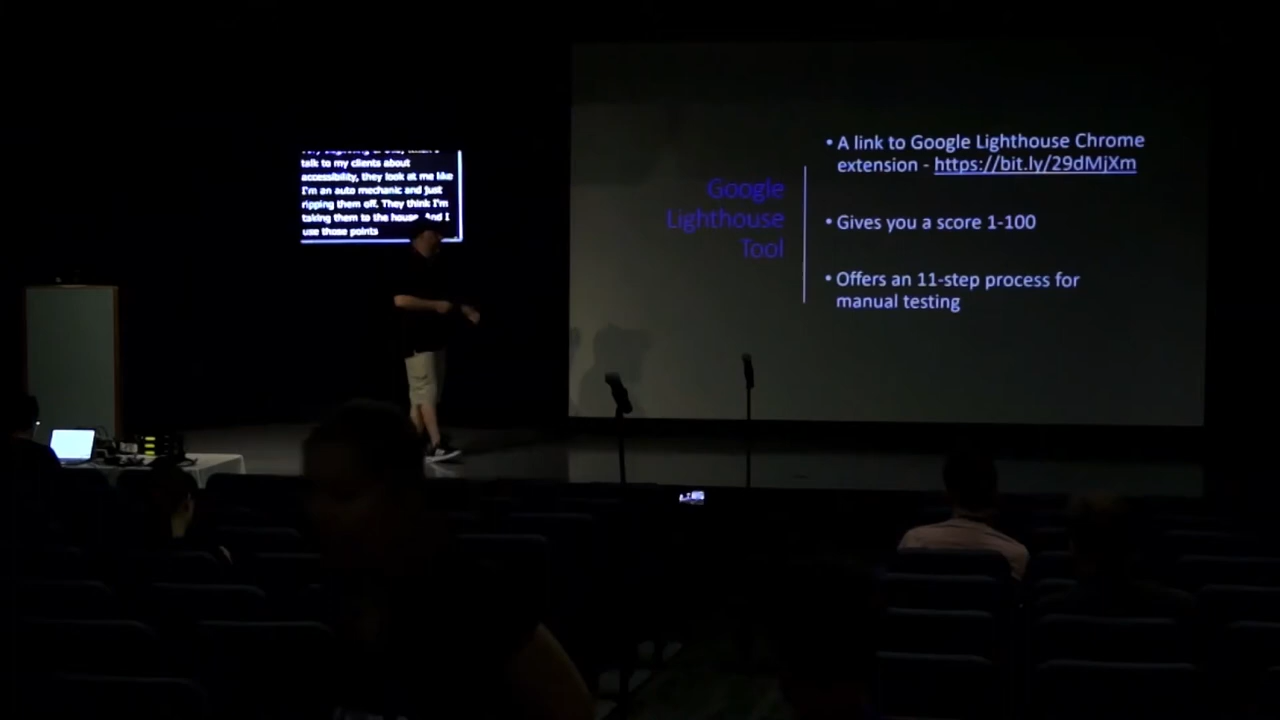 talk to my clients about
accessibility, they look at me like
I'm an auto mechanic and just
ripping them off. They think I'm
taking them to the house. And I
use those points
Google
Lighthouse
Tool
• A link to Google Lighthouse Chrome
extension - https://bit.ly/29dMjXm
• Gives you a score 1-100
• Offers an 11-step process for
manual testing